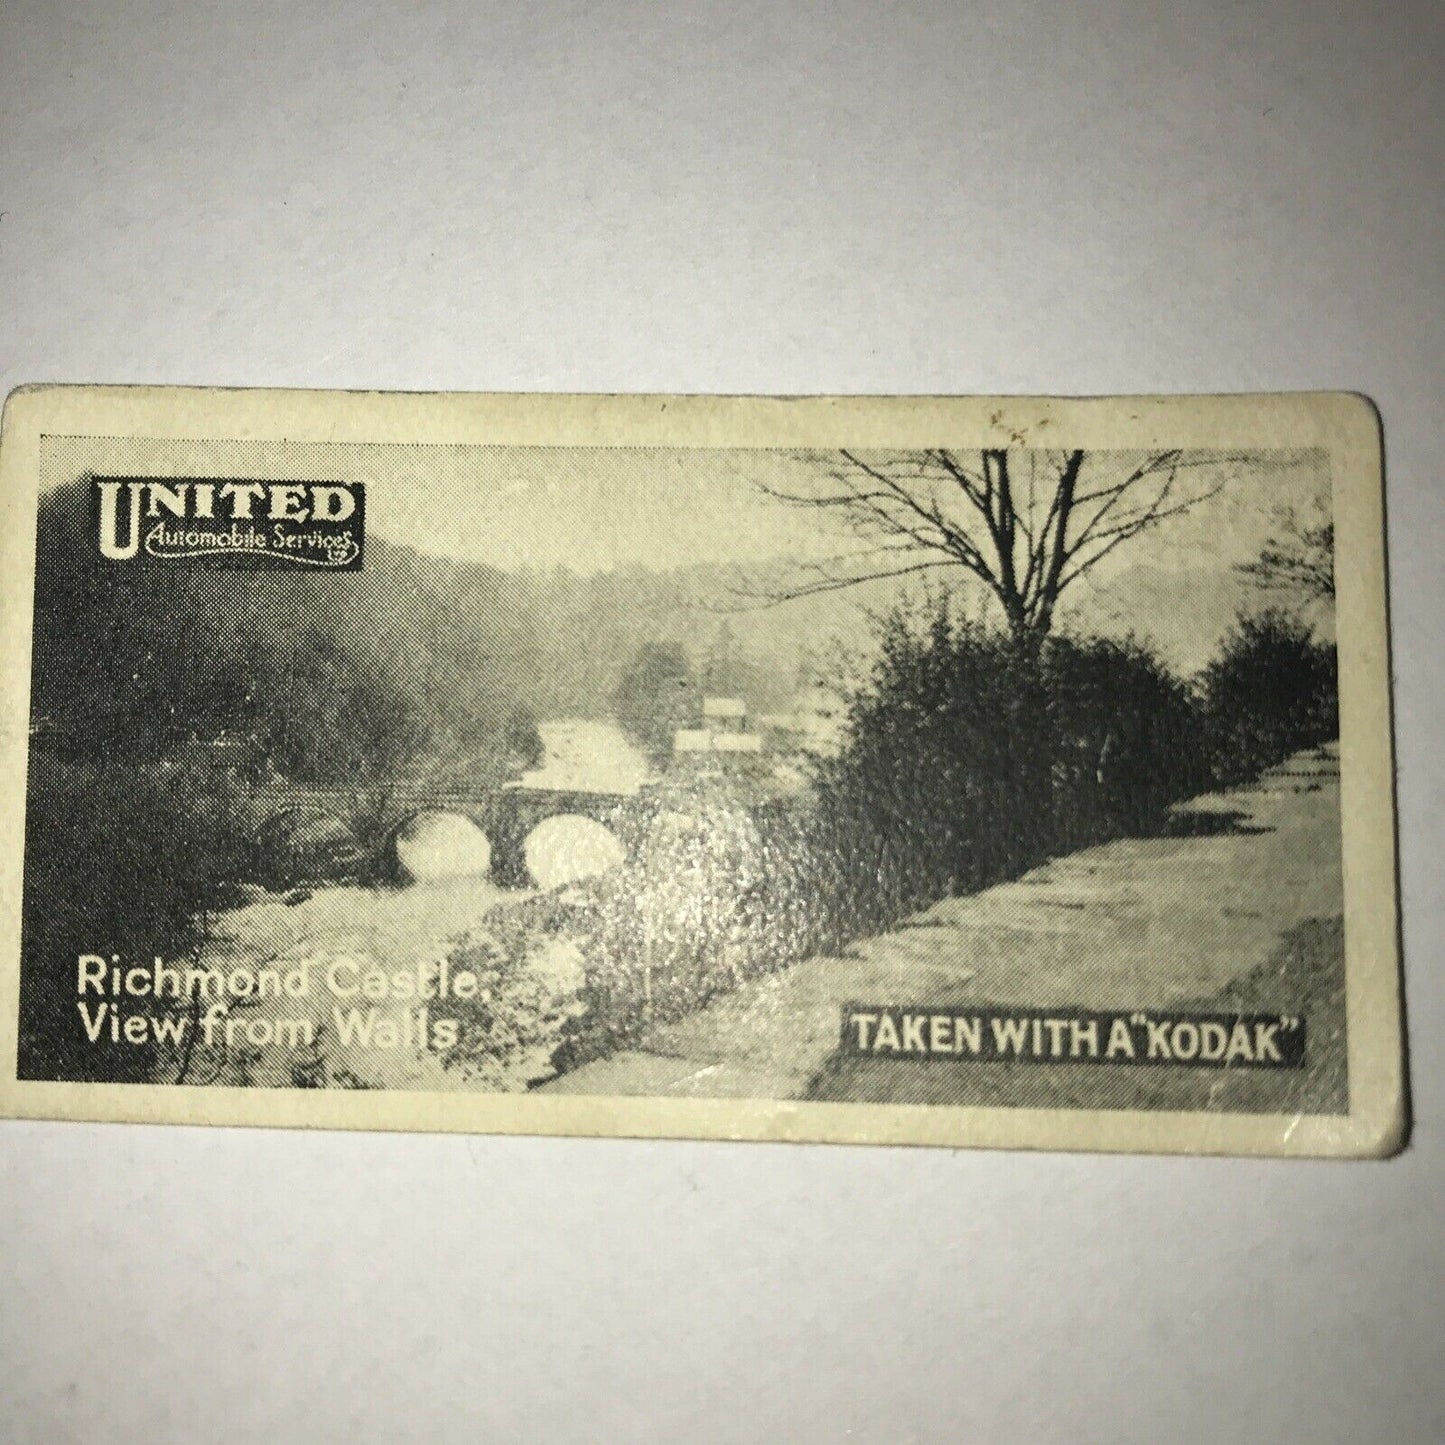 UNITED
Automobile Services
LTD
Richmond Castle,
View from Walls
TAKEN WITH A "KODAK"